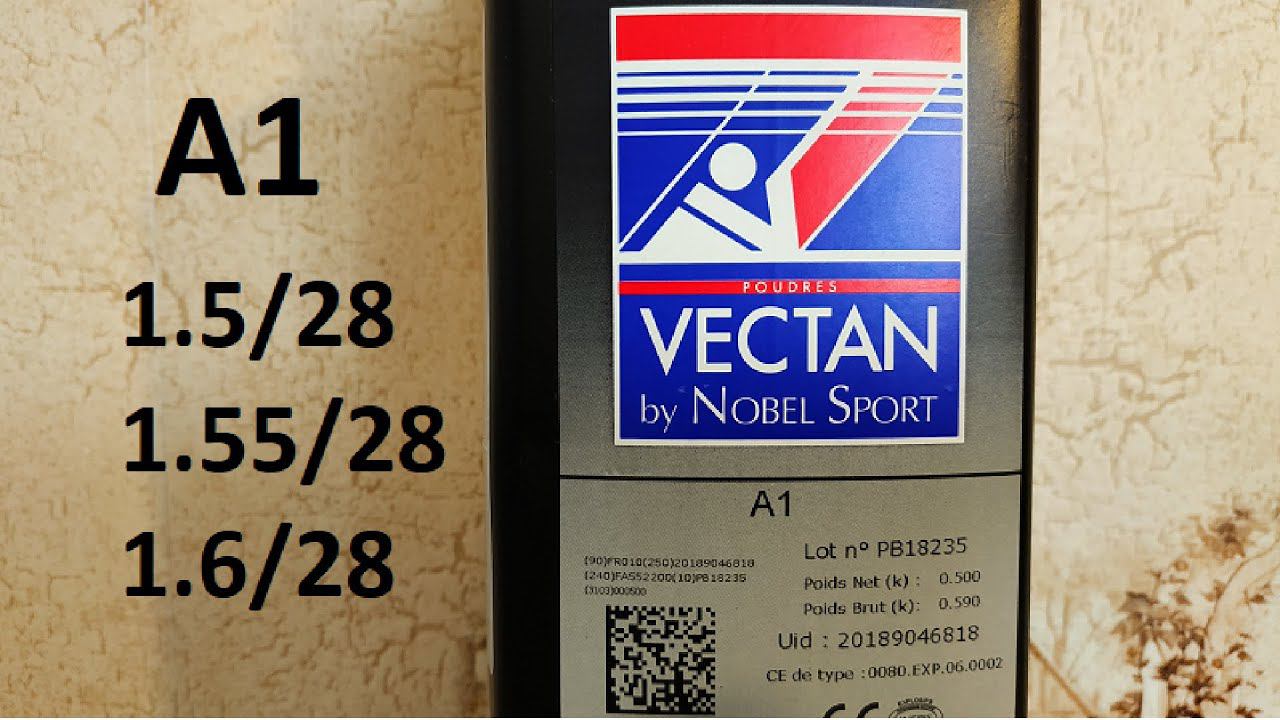 A1
1.5/28
1.55/28
1.6/28
POUDRES
VECTAN
by NOBEL SPORT
A1
Lot n° PB18235
(90)FR010(250)20189046818
(240)FAS52200(10)PB18235
(3103)000500
Poids Net (k) : 0.500
Poids Brut (k): 0.590
Uid : 20189046818
CE de type :0080.EXP.06.0002
CE